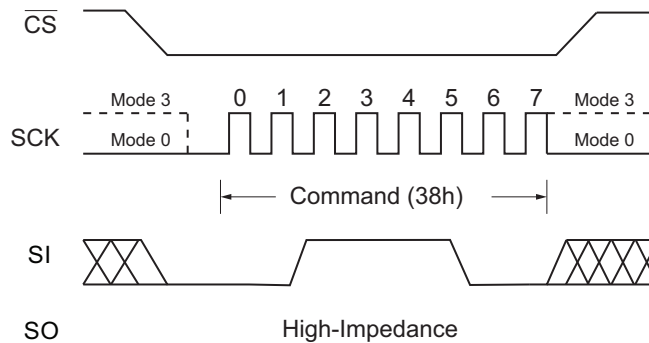 CS
0 1 2 3 4 5 6 7
Mode 3 Mode 3
SCK
Mode 0 Mode 0
Command (38h)
SI
SO High-Impedance